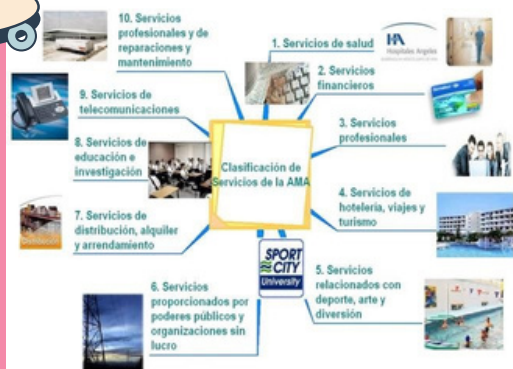 Clasificación de
Servicios de la AMA
1. Servicios de salud
HA
Hospitales Angeles
2. Servicios
financieros
3. Servicios
profesionales
4. Servicios de
hotelería, viajes y
turismo
5. Servicios
relacionados con
deporte, arte y
diversión
SPORT
CITY
University
6. Servicios
proporcionados por
poderes públicos y
organizaciones sin
lucro
7. Servicios de
distribución, alquiler
y arrendamiento
8. Servicios de
educación e
investigación
9. Servicios de
telecomunicaciones
10. Servicios
profesionales y de
reparaciones y
mantenimiento